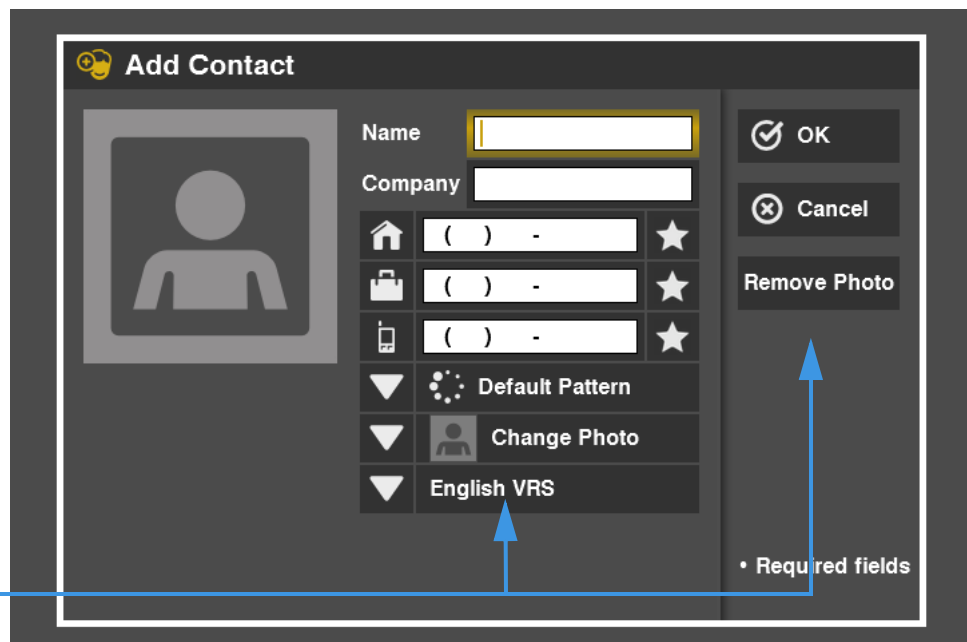 Add Contact
Name
Company
( ) -
( ) -
( ) -
Default Pattern
Change Photo
English VRS
OK
Cancel
Remove Photo
• Required fields